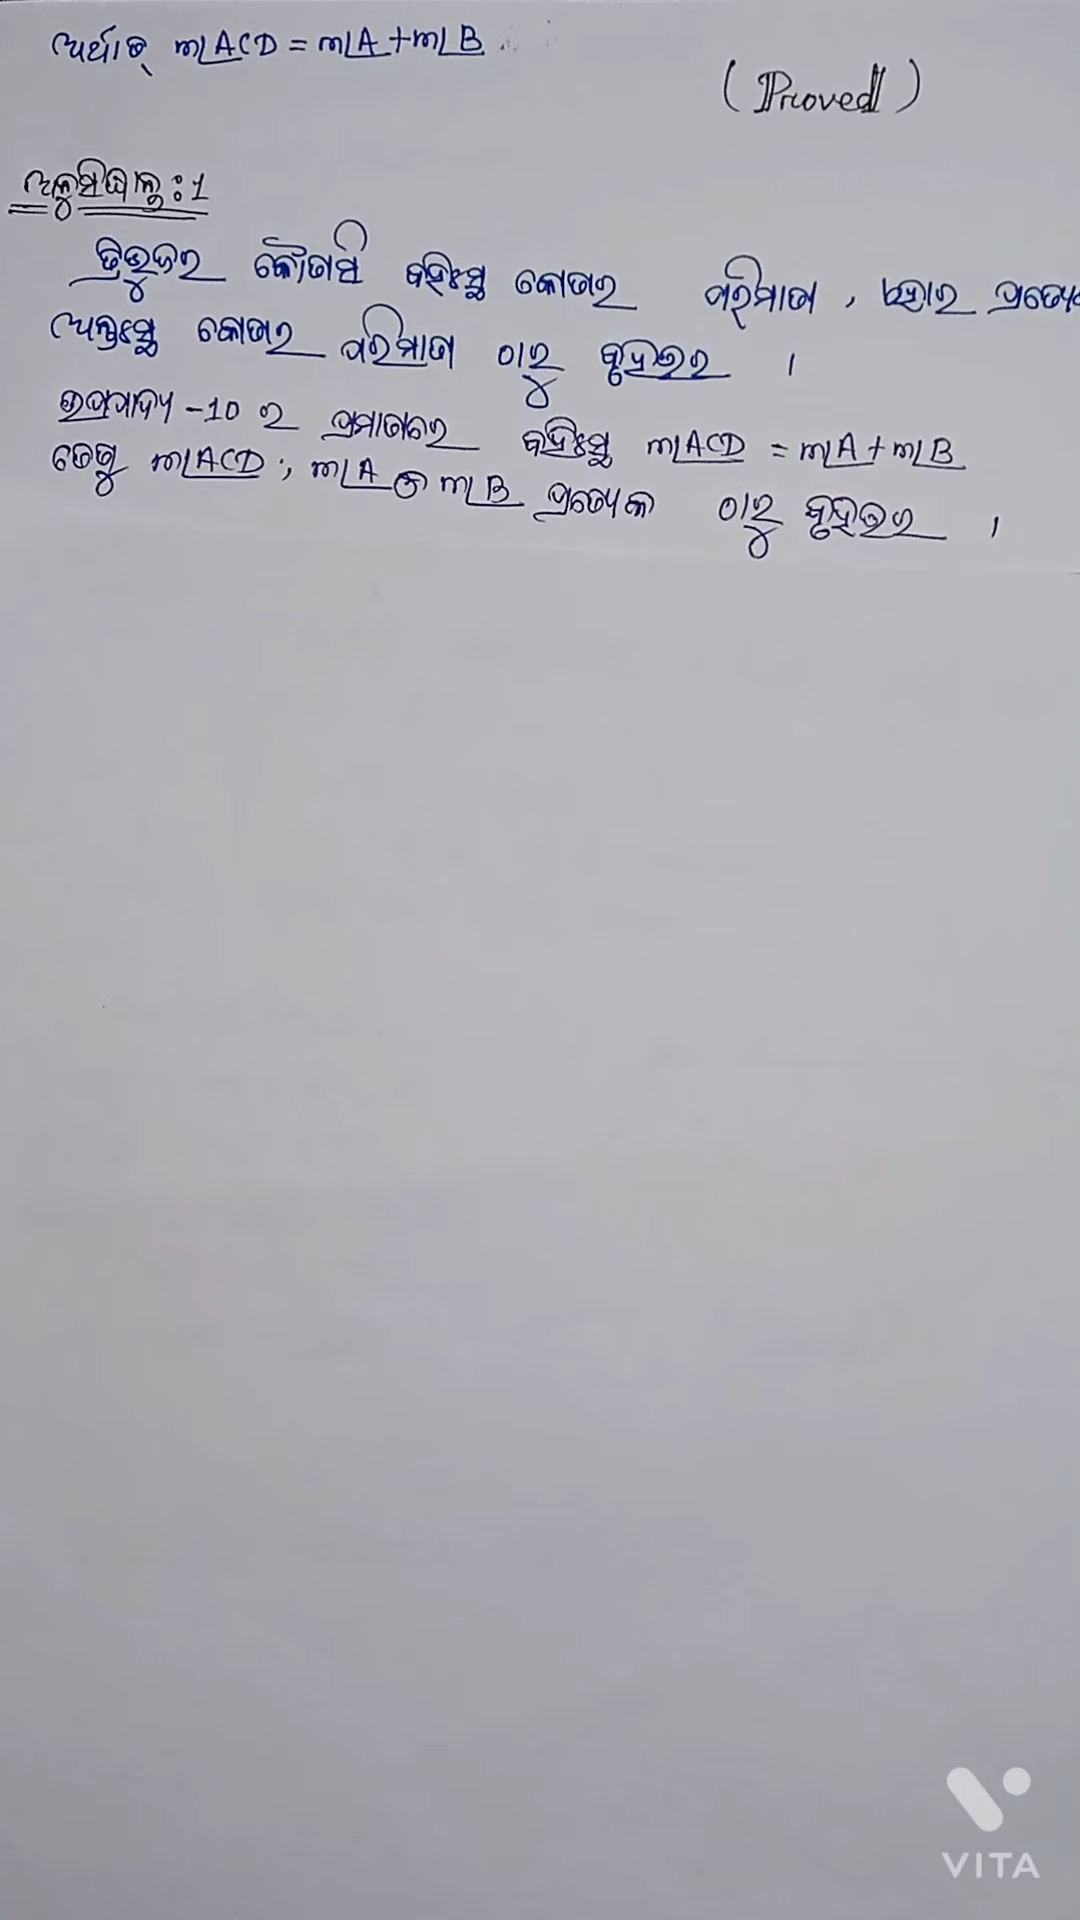 ଅର୍ଥାତ୍ m∠ACD = m∠A + m∠B
(Proved)
ଅନୁସିଦ୍ଧାନ୍ତ : 1
ତ୍ରିଭୁଜର କୌଣସି ବହିଃସ୍ଥ କୋଣର ପରିମାଣ , ଏହାର ପ୍ରତ୍ୟେକ
ଅନ୍ତଃସ୍ଥ କୋଣର ପରିମାଣ ଠାରୁ ବୃହତ୍ତର ।
ଉପପାଦ୍ୟ -10 ର ପ୍ରମାଣରେ ବହିଃସ୍ଥ m∠ACD = m∠A + m∠B
ତେଣୁ m∠ACD , m∠A ଓ m∠B ପ୍ରତ୍ୟେକ ଠାରୁ ବୃହତ୍ତର ।
VITA